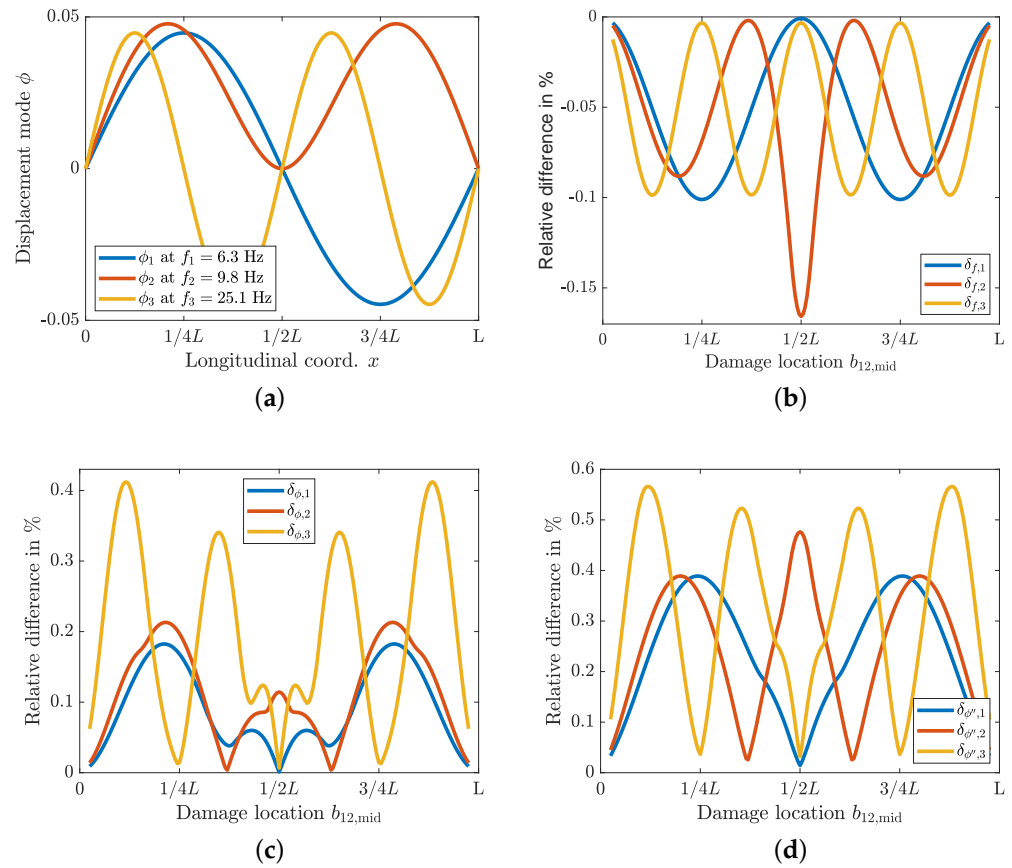 0.05
0
-0.05
Displacement mode ϕ
ϕ₁ at f₁ = 6.3 Hz
ϕ₂ at f₂ = 9.8 Hz
ϕ₃ at f₃ = 25.1 Hz
0 1/4L 1/2L 3/4L L
Longitudinal coord. x
(a)
0
-0.05
-0.1
-0.15
Relative difference in %
δf,1
δf,2
δf,3
0 1/4L 1/2L 3/4L L
Damage location b12,mid
(b)
0.4
0.3
0.2
0.1
0
Relative difference in %
δϕ,1
δϕ,2
δϕ,3
0 1/4L 1/2L 3/4L L
Damage location b12,mid
(c)
0.6
0.5
0.4
0.3
0.2
0.1
0
Relative difference in %
δϕ″,1
δϕ″,2
δϕ″,3
0 1/4L 1/2L 3/4L L
Damage location b12,mid
(d)